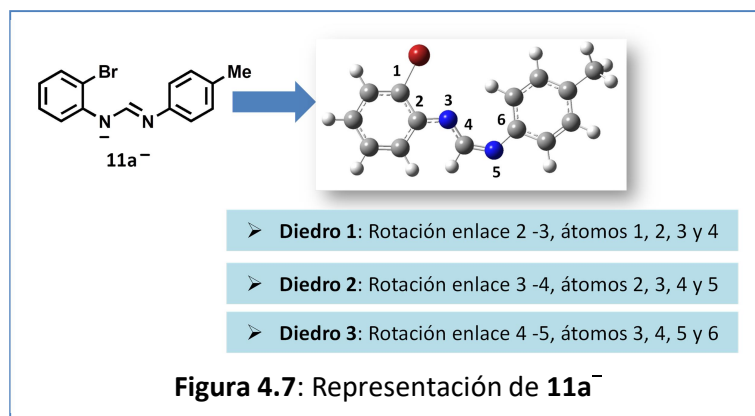 Br
Me
N
N
–
11a⁻
1
2
3
4
5
6
➢ Diedro 1: Rotación enlace 2 -3, átomos 1, 2, 3 y 4
➢ Diedro 2: Rotación enlace 3 -4, átomos 2, 3, 4 y 5
➢ Diedro 3: Rotación enlace 4 -5, átomos 3, 4, 5 y 6
Figura 4.7: Representación de 11a⁻